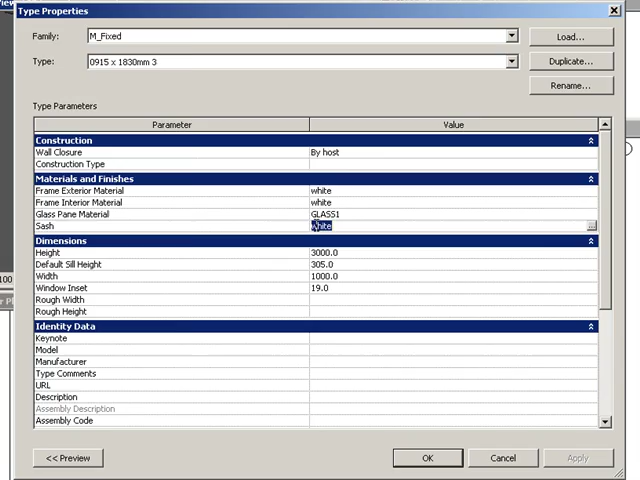 Type Properties
Family: M_Fixed Load...
Type: 0915 x 1830mm 3 Duplicate...
Rename...
Type Parameters
Parameter Value
Construction
Wall Closure By host
Construction Type
Materials and Finishes
Frame Exterior Material white
Frame Interior Material white
Glass Pane Material GLASS1
Sash white ...
Dimensions
Height 3000.0
Default Sill Height 305.0
Width 1000.0
Window Inset 19.0
Rough Width
Rough Height
Identity Data
Keynote
Model
Manufacturer
Type Comments
URL
Description
Assembly Description
Assembly Code
<< Preview OK Cancel Apply